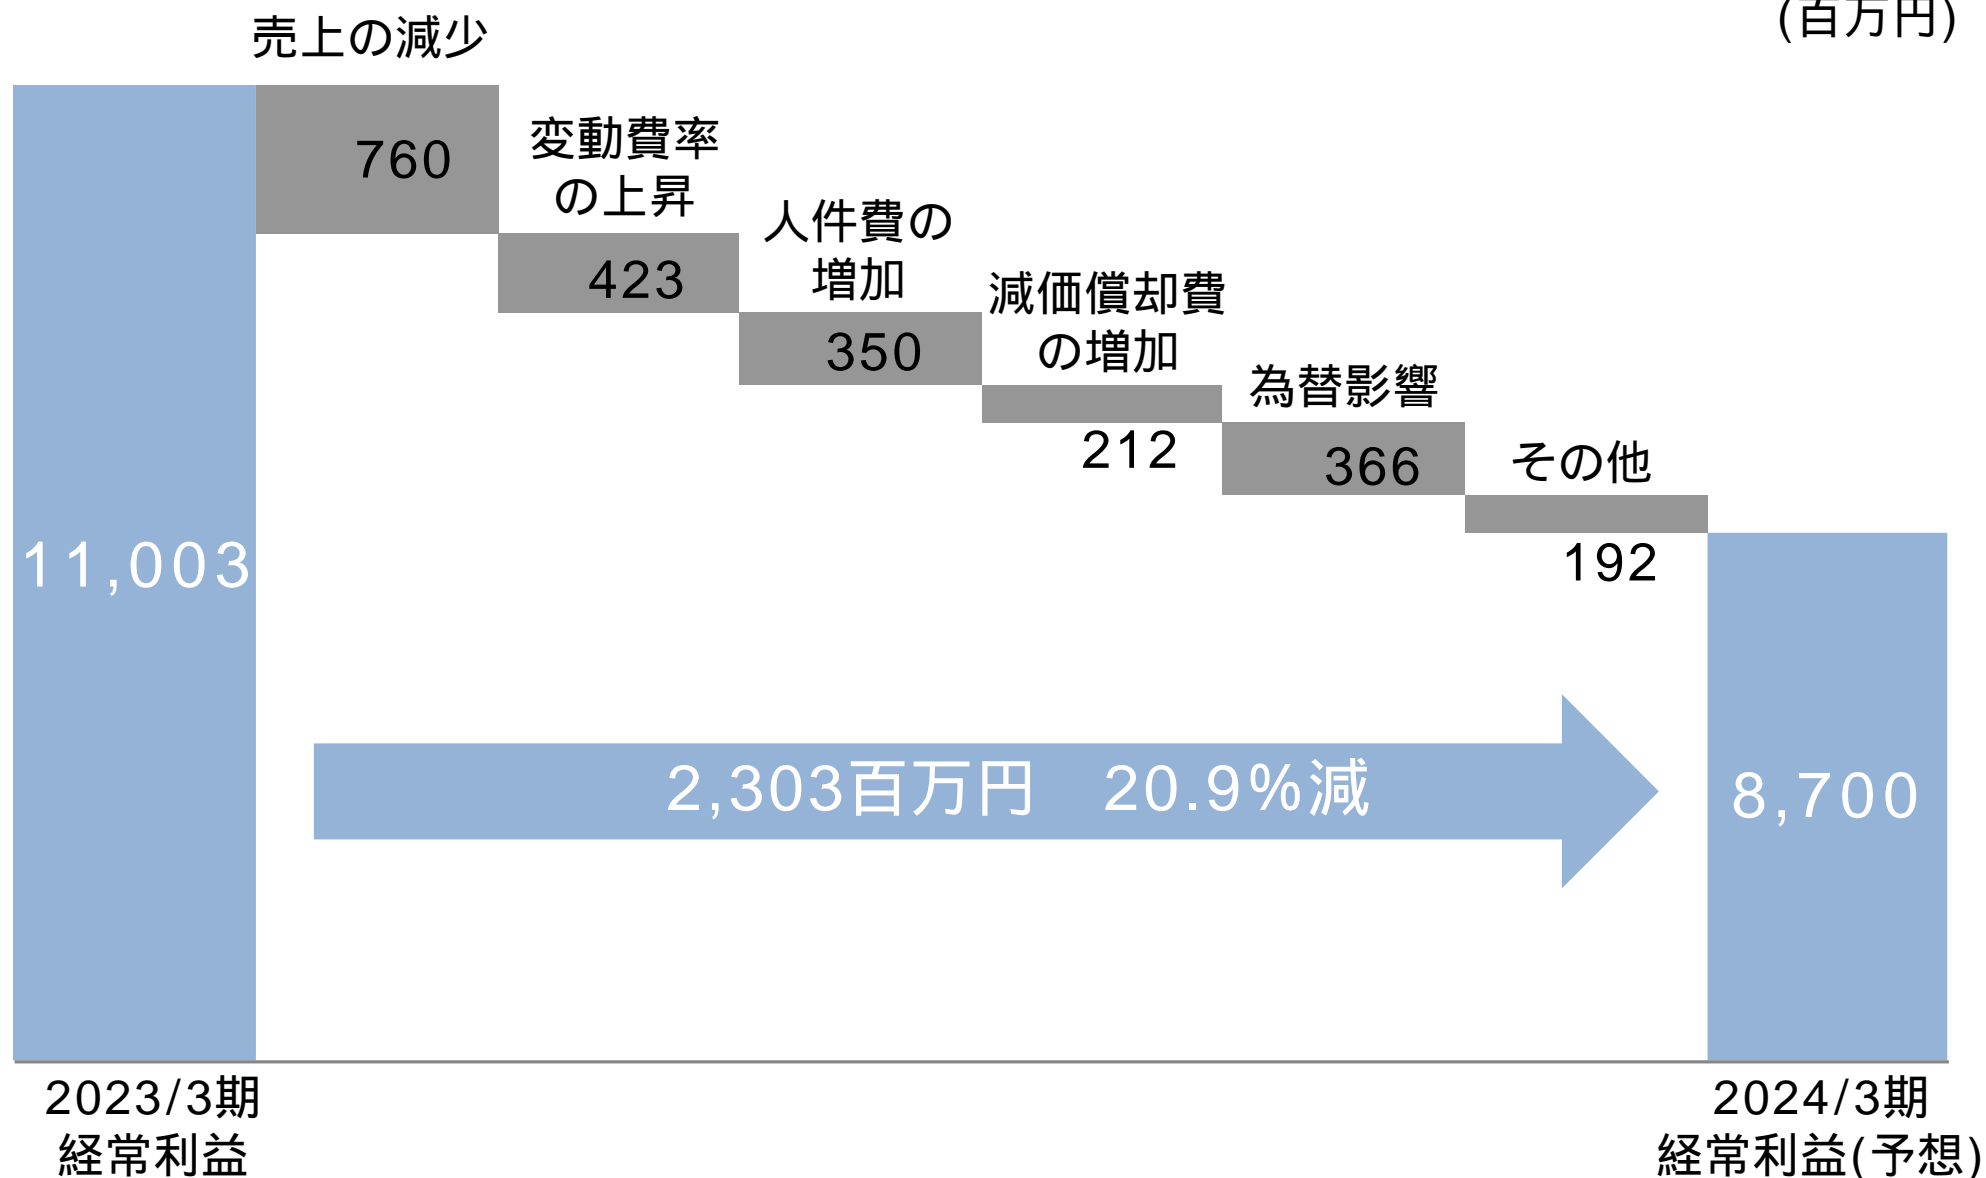 (百万円)
売上の減少
760
変動費率
の上昇
423
人件費の
増加
350
減価償却費
の増加
212
為替影響
366
その他
192
11,003
2,303百万円　20.9%減
8,700
2023/3期
経常利益
2024/3期
経常利益(予想)